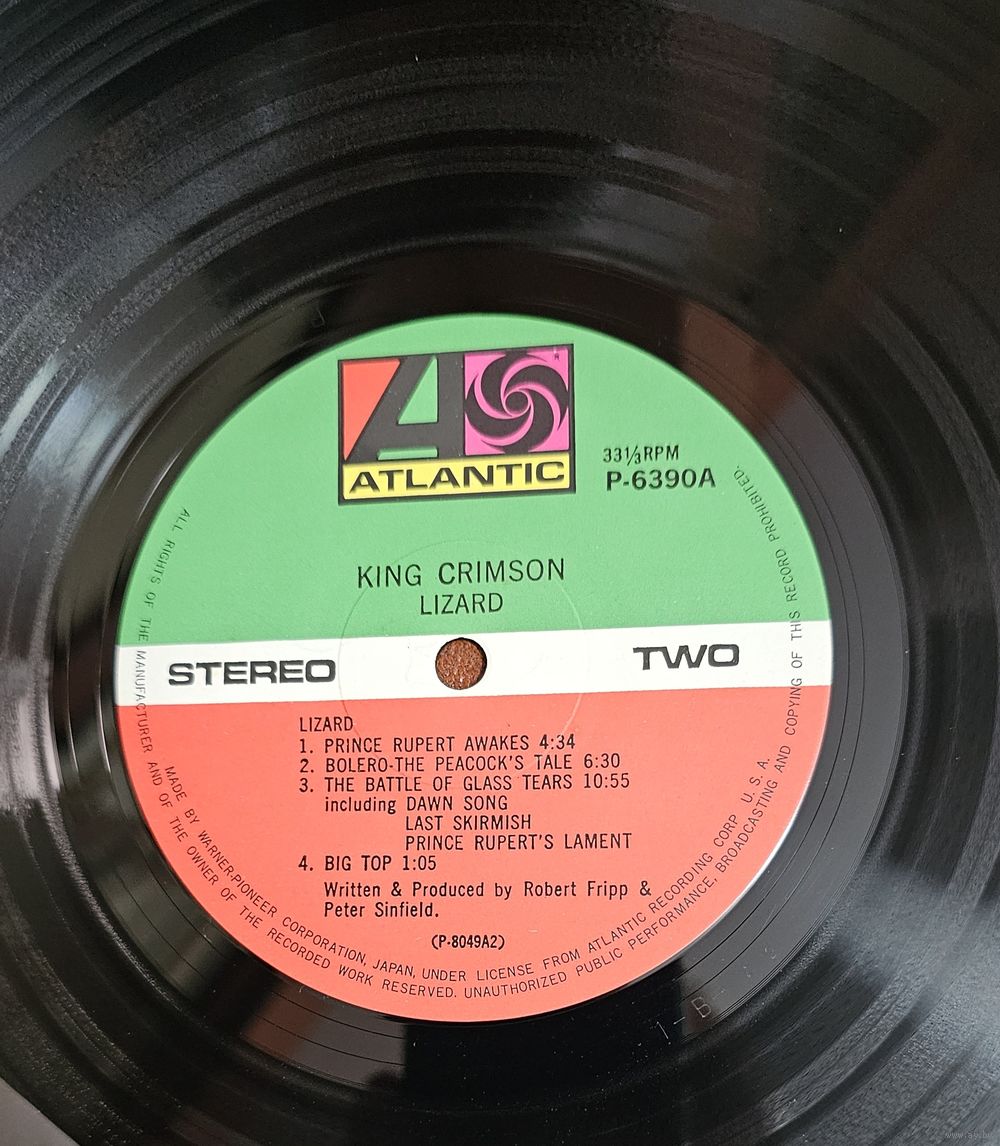 ATLANTIC
®
33⅓RPM
P-6390A
KING CRIMSON
LIZARD
STEREO
TWO
LIZARD
1. PRINCE RUPERT AWAKES 4:34
2. BOLERO-THE PEACOCK'S TALE 6:30
3. THE BATTLE OF GLASS TEARS 10:55
including DAWN SONG
LAST SKIRMISH
PRINCE RUPERT'S LAMENT
4. BIG TOP 1:05
Written & Produced by Robert Fripp &
Peter Sinfield.
(P-8049A2)
MADE BY WARNER-PIONEER CORPORATION, JAPAN, UNDER LICENSE FROM ATLANTIC RECORDING CORP U. S. A.
ALL RIGHTS OF THE MANUFACTURER AND OF THE OWNER OF THE RECORDED WORK RESERVED. UNAUTHORIZED PUBLIC PERFORMANCE, BROADCASTING AND COPYING OF THIS RECORD PROHIBITED.
1-B